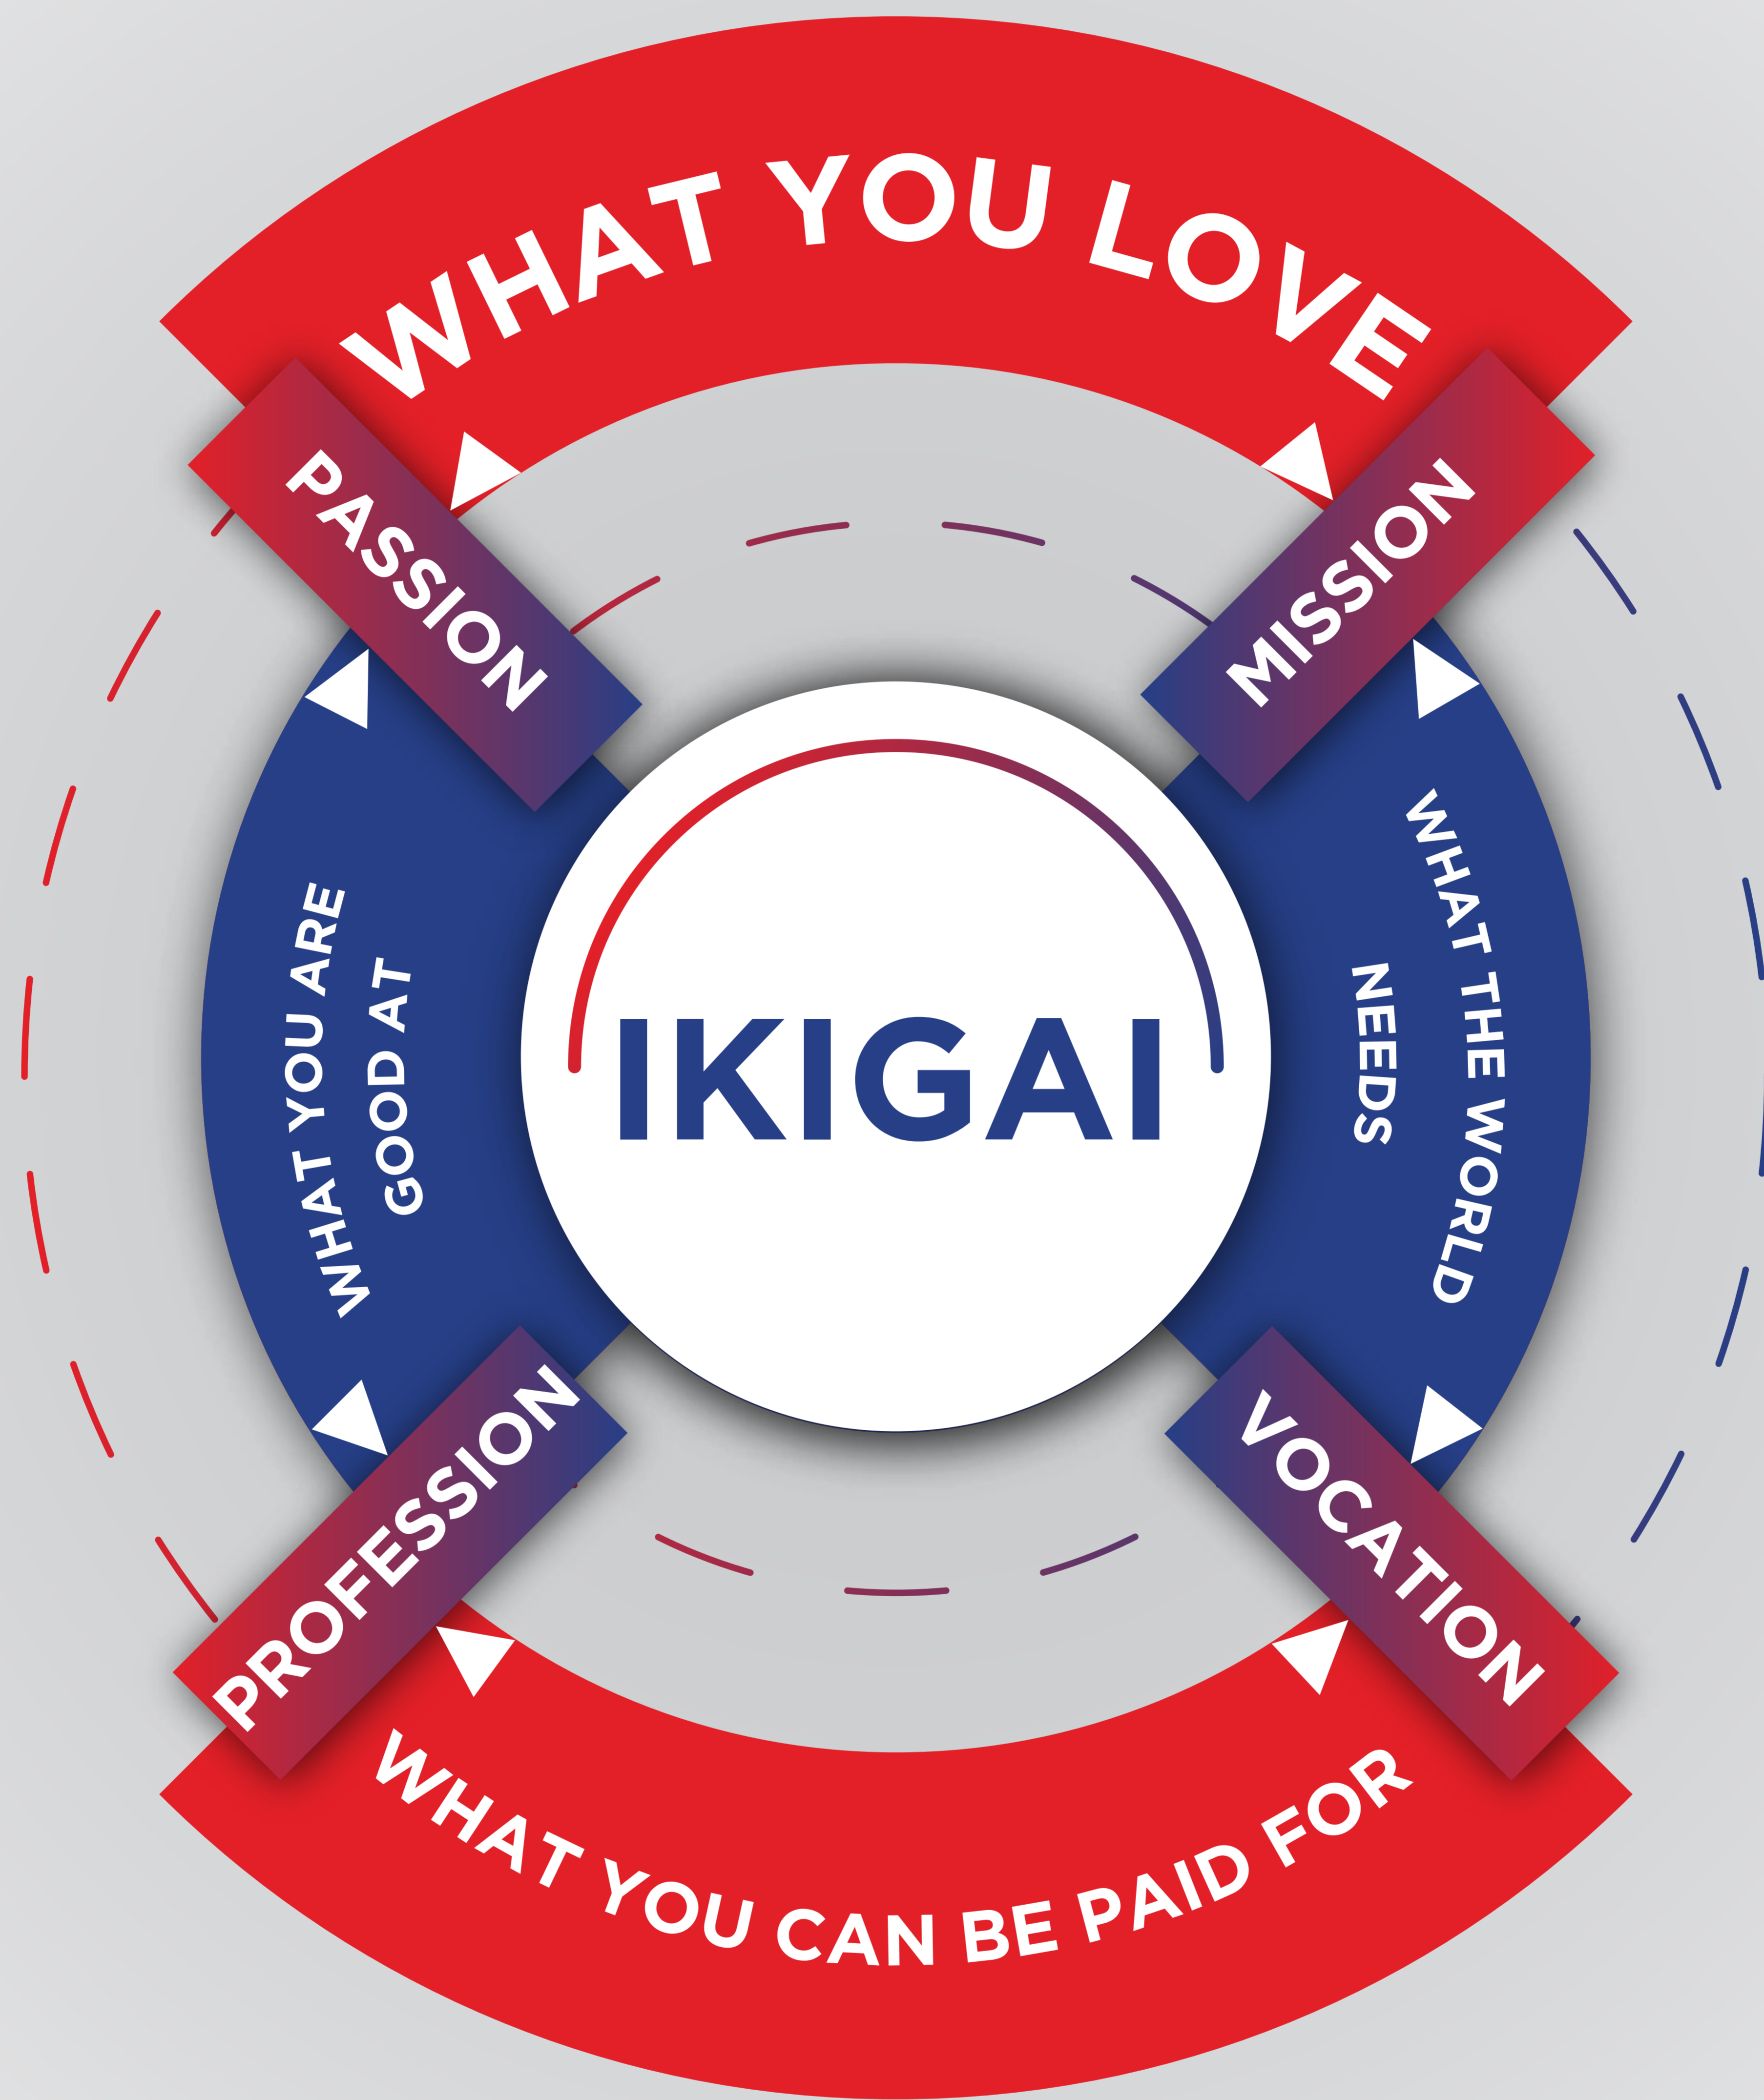 WHAT YOU LOVE
PASSION
MISSION
WHAT YOU ARE
GOOD AT
IKIGAI
WHAT THE WORLD
NEEDS
PROFESSION
VOCATION
WHAT YOU CAN BE PAID FOR